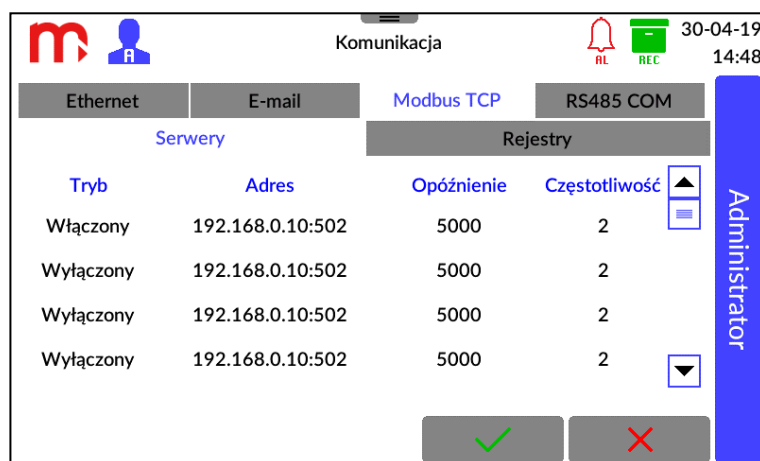 m
A
Komunikacja
AL
REC
30-04-19
14:48
Ethernet E-mail Modbus TCP RS485 COM
Serwery Rejestry
Tryb Adres Opóźnienie Częstotliwość
Włączony 192.168.0.10:502 5000 2
Wyłączony 192.168.0.10:502 5000 2
Wyłączony 192.168.0.10:502 5000 2
Wyłączony 192.168.0.10:502 5000 2
Administrator